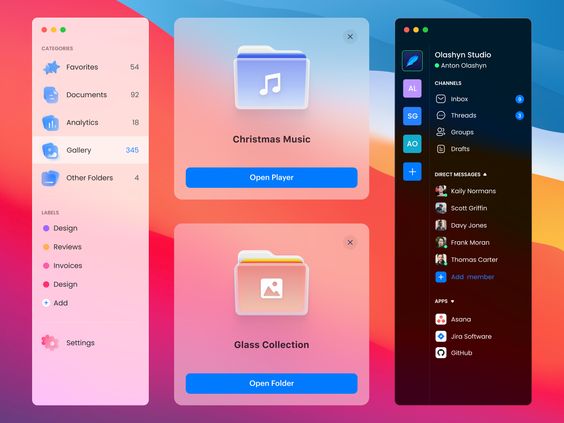 CATEGORIES
Favorites 54
Documents 92
Analytics 18
Gallery 345
Other Folders 4
LABELS
Design
Reviews
Invoices
Design
Add
Settings
Christmas Music
Open Player
Glass Collection
Open Folder
Olashyn Studio
Anton Olashyn
AL
SG
AO
CHANNELS
Inbox 6
Threads 3
Groups
Drafts
DIRECT MESSAGES
Kaily Normans
Scott Griffin
Davy Jones
Frank Moran
Thomas Carter
Add member
APPS
Asana
Jira Software
GitHub